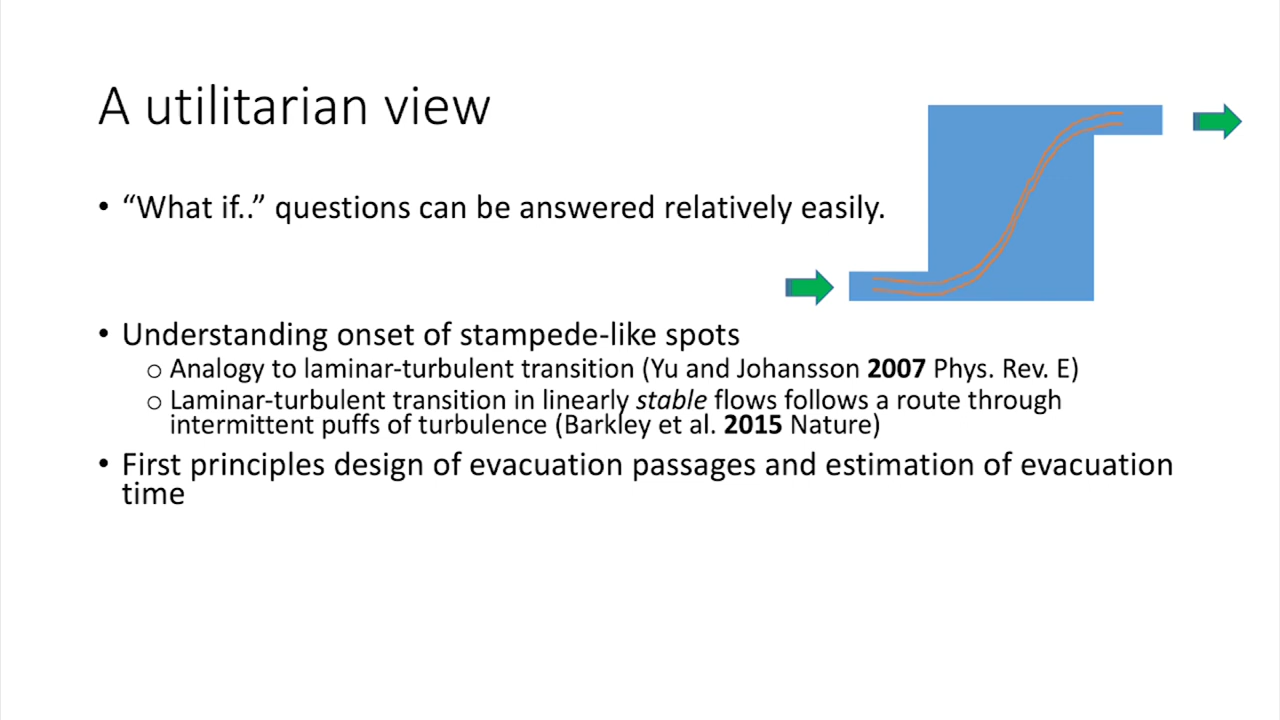 A utilitarian view
• “What if..” questions can be answered relatively easily.
• Understanding onset of stampede-like spots
o Analogy to laminar-turbulent transition (Yu and Johansson 2007 Phys. Rev. E)
o Laminar-turbulent transition in linearly stable flows follows a route through
intermittent puffs of turbulence (Barkley et al. 2015 Nature)
• First principles design of evacuation passages and estimation of evacuation
time